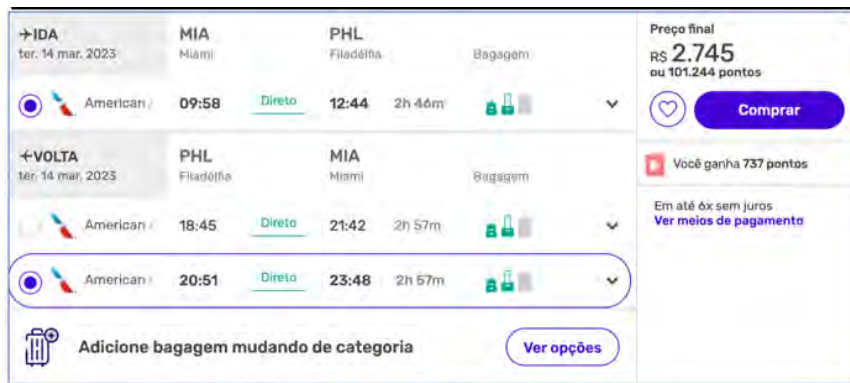 IDA MIA PHL
ter. 14 mar. 2023 Miami Filadélfia Bagagem
American 09:58 Direto 12:44 2h 46m
VOLTA PHL MIA
ter. 14 mar. 2023 Filadélfia Miami Bagagem
American 18:45 Direto 21:42 2h 57m
American 20:51 Direto 23:48 2h 57m
Adicione bagagem mudando de categoria Ver opções
Preço final
R$ 2.745
ou 101.244 pontos
Comprar
Você ganha 737 pontos
Em até 6x sem juros
Ver meios de pagamento